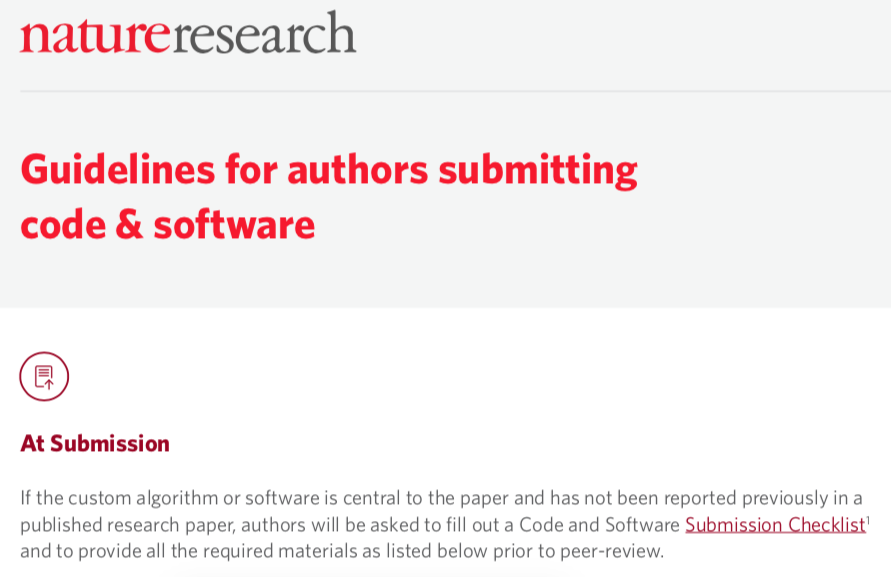 natureresearch
Guidelines for authors submitting
code & software
At Submission
If the custom algorithm or software is central to the paper and has not been reported previously in a
published research paper, authors will be asked to fill out a Code and Software Submission Checklist¹
and to provide all the required materials as listed below prior to peer-review.